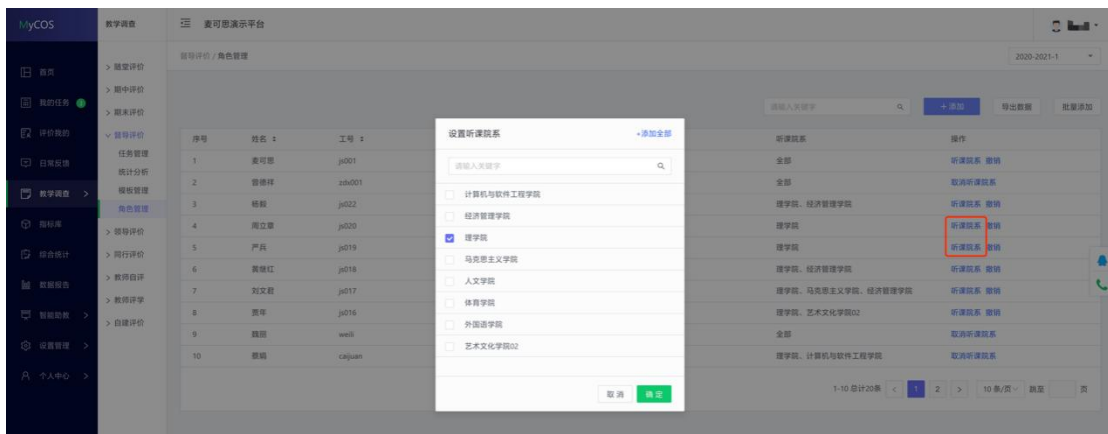 MyCOS
教学调查
麦可思演示平台
督导评价 / 角色管理
2020-2021-1
首页
我的任务
评价我的
日常反馈
教学调查 >
指标库
综合统计
数据报告
智能助教 >
设置管理 >
个人中心 >
> 随堂评价
> 期中评价
> 期末评价
督导评价
任务管理
统计分析
模板管理
角色管理
> 领导评价
> 同行评价
> 教师自评
> 教师评学
> 自建评价
请输入关键字
+ 添加
导出数据
批量添加
序号 姓名 工号 听课院系 操作
1 麦可思 js001 全部 听课院系 撤销
2 曾德祥 zdx001 全部 取消听课院系
3 杨毅 js022 理学院、经济管理学院 听课院系 撤销
4 周立章 js020 理学院 听课院系 撤销
5 严兵 js019 理学院 听课院系 撤销
6 黄继红 js018 理学院、经济管理学院 听课院系 撤销
7 刘文君 js017 理学院、马克思主义学院、经济管理学院 听课院系 撤销
8 贾年 js016 理学院、艺术文化学院02 听课院系 撤销
9 魏丽 weili 全部 取消听课院系
10 蔡娟 caijuan 理学院、计算机与软件工程学院 取消听课院系
设置听课院系
+添加全部
请输入关键字
计算机与软件工程学院
经济管理学院
理学院
马克思主义学院
人文学院
体育学院
外国语学院
艺术文化学院02
取消
确定
1-10 总计20条 < 1 2 > 10 条/页 跳至 页